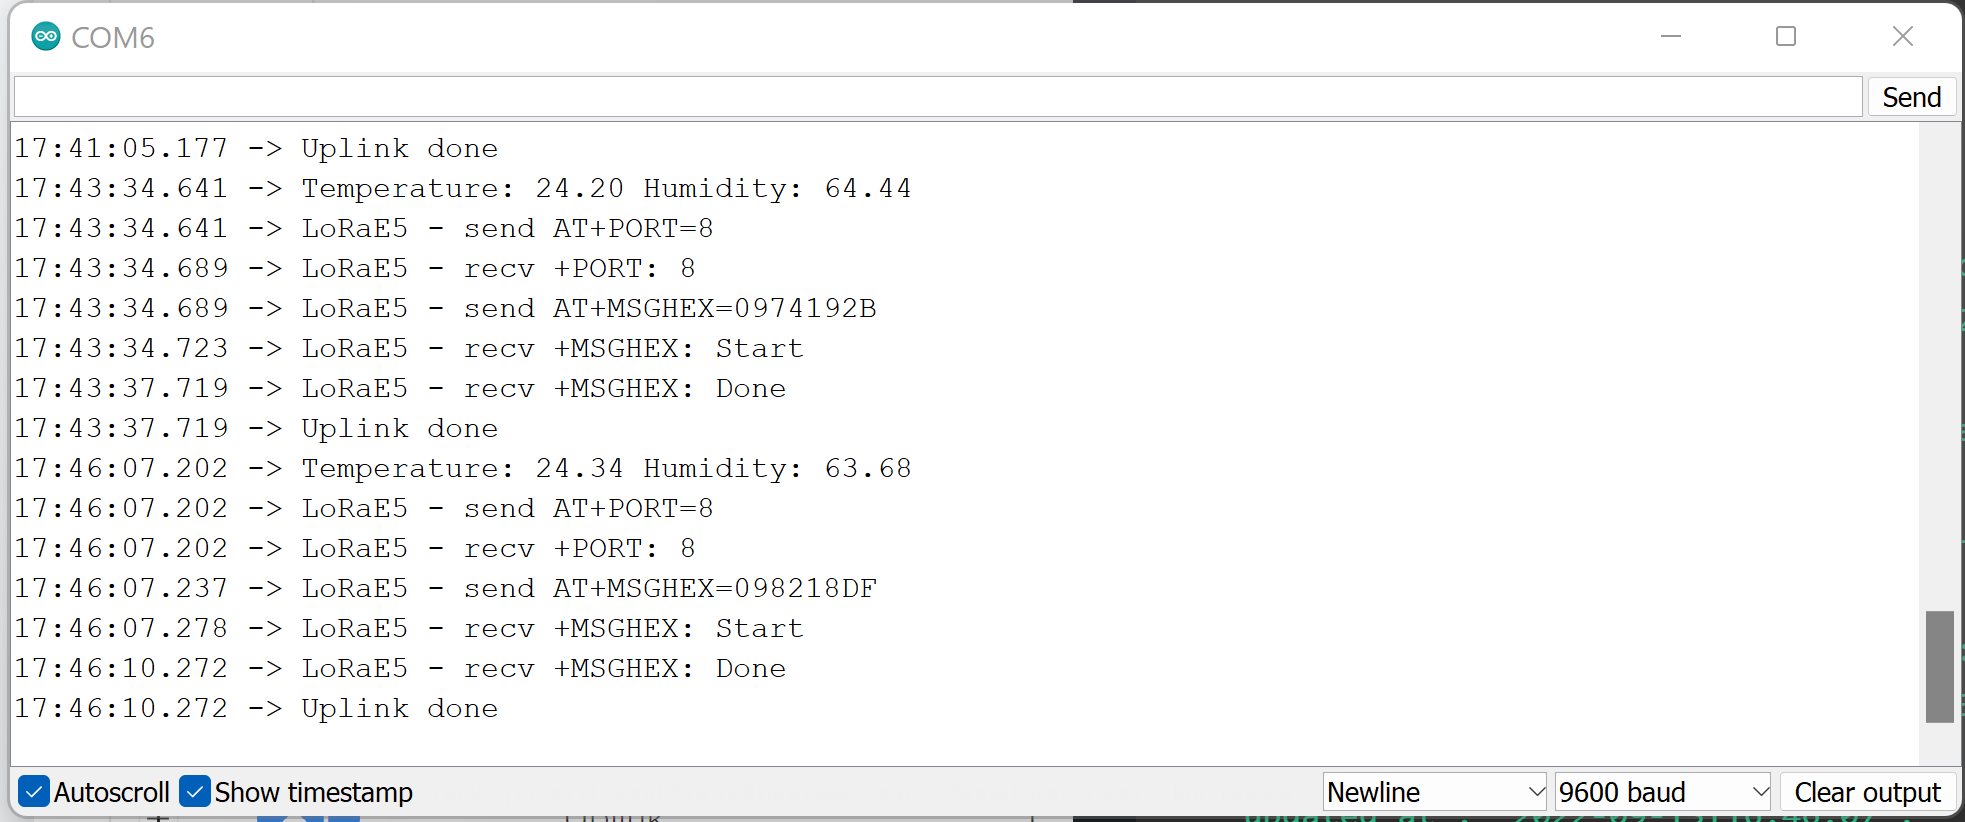 COM6
Send
17:41:05.177 -> Uplink done
17:43:34.641 -> Temperature: 24.20 Humidity: 64.44
17:43:34.641 -> LoRaE5 - send AT+PORT=8
17:43:34.689 -> LoRaE5 - recv +PORT: 8
17:43:34.689 -> LoRaE5 - send AT+MSGHEX=0974192B
17:43:34.723 -> LoRaE5 - recv +MSGHEX: Start
17:43:37.719 -> LoRaE5 - recv +MSGHEX: Done
17:43:37.719 -> Uplink done
17:46:07.202 -> Temperature: 24.34 Humidity: 63.68
17:46:07.202 -> LoRaE5 - send AT+PORT=8
17:46:07.202 -> LoRaE5 - recv +PORT: 8
17:46:07.237 -> LoRaE5 - send AT+MSGHEX=098218DF
17:46:07.278 -> LoRaE5 - recv +MSGHEX: Start
17:46:10.272 -> LoRaE5 - recv +MSGHEX: Done
17:46:10.272 -> Uplink done
Autoscroll Show timestamp Newline 9600 baud Clear output